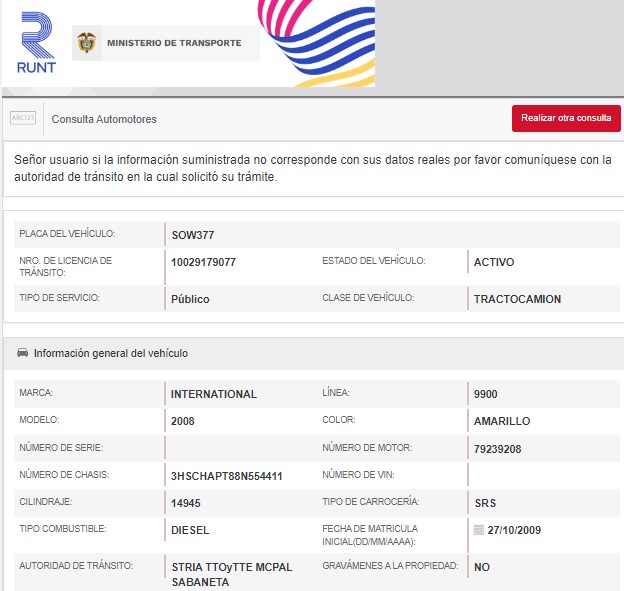 RUNT
MINISTERIO DE TRANSPORTE
ABC123
Consulta Automotores
Realizar otra consulta
Señor usuario si la información suministrada no corresponde con sus datos reales por favor comuníquese con la
autoridad de tránsito en la cual solicitó su trámite.
PLACA DEL VEHÍCULO: SOW377
NRO. DE LICENCIA DE TRÁNSITO: 10029179077 ESTADO DEL VEHÍCULO: ACTIVO
TIPO DE SERVICIO: Público CLASE DE VEHÍCULO: TRACTOCAMION
Información general del vehículo
MARCA: INTERNATIONAL LÍNEA: 9900
MODELO: 2008 COLOR: AMARILLO
NÚMERO DE SERIE: NÚMERO DE MOTOR: 79239208
NÚMERO DE CHASIS: 3HSCHAPT88N554411 NÚMERO DE VIN:
CILINDRAJE: 14945 TIPO DE CARROCERÍA: SRS
TIPO COMBUSTIBLE: DIESEL FECHA DE MATRICULA INICIAL(DD/MM/AAAA): 27/10/2009
AUTORIDAD DE TRÁNSITO: STRIA TTOyTTE MCPAL SABANETA GRAVÁMENES A LA PROPIEDAD: NO